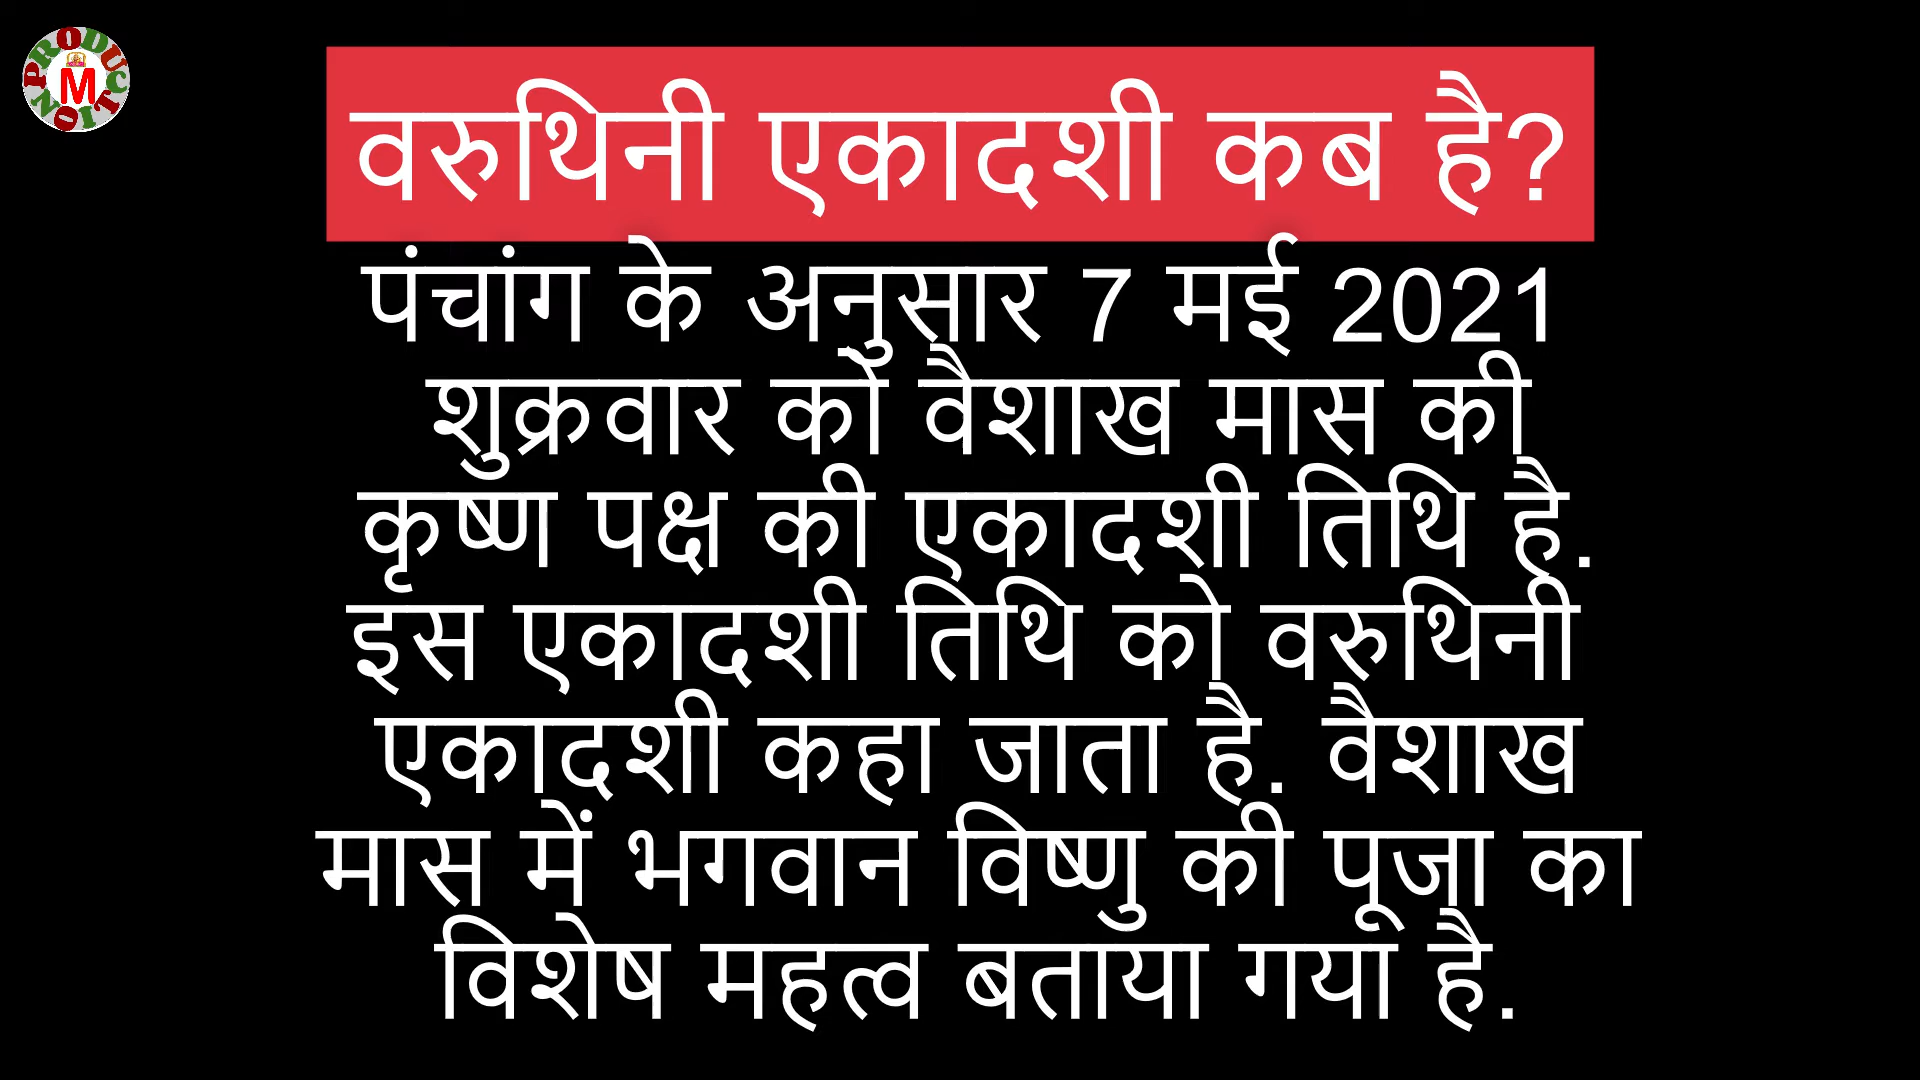 PRODUCTION
M
वरुथिनी एकादशी कब है?
पंचांग के अनुसार 7 मई 2021
शुक्रवार को वैशाख मास की
कृष्ण पक्ष की एकादशी तिथि है.
इस एकादशी तिथि को वरुथिनी
एकादशी कहा जाता है. वैशाख
मास में भगवान विष्णु की पूजा का
विशेष महत्व बताया गया है.